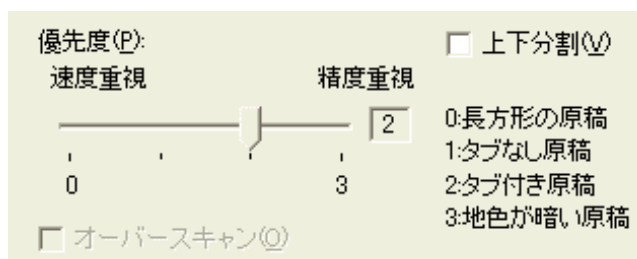 優先度(P):
速度重視 精度重視
2
0 3
オーバースキャン(O)
上下分割(V)
0:長方形の原稿
1:タブなし原稿
2:タブ付き原稿
3:地色が暗い原稿